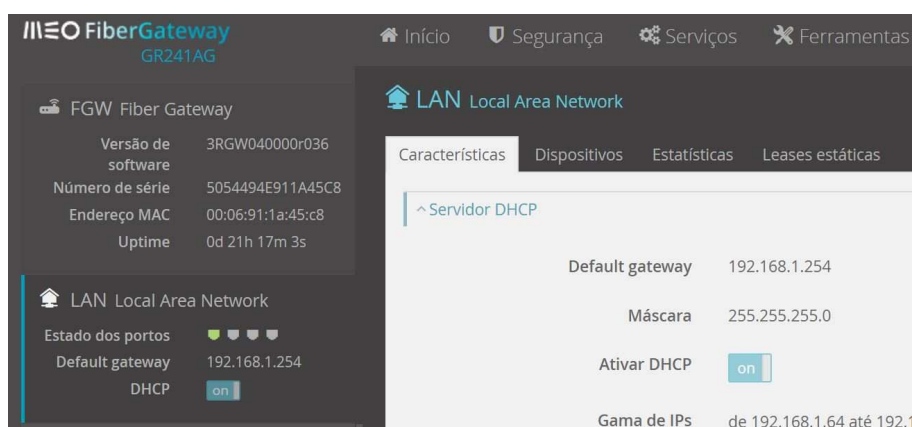 MEO FiberGateway
GR241AG
Início Segurança Serviços Ferramentas
FGW Fiber Gateway
Versão de software 3RGW040000r036
Número de série 5054494E911A45C8
Endereço MAC 00:06:91:1a:45:c8
Uptime 0d 21h 17m 3s
LAN Local Area Network
Estado dos portos
Default gateway 192.168.1.254
DHCP on
LAN Local Area Network
Características Dispositivos Estatísticas Leases estáticas
Servidor DHCP
Default gateway 192.168.1.254
Máscara 255.255.255.0
Ativar DHCP on
Gama de IPs de 192.168.1.64 até